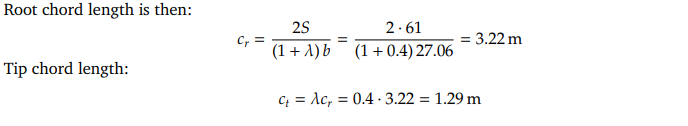 Root chord length is then:
c_r = 2S / (1 + λ) b = 2 · 61 / (1 + 0.4) 27.06 = 3.22 m
Tip chord length:
c_t = λc_r = 0.4 · 3.22 = 1.29 m